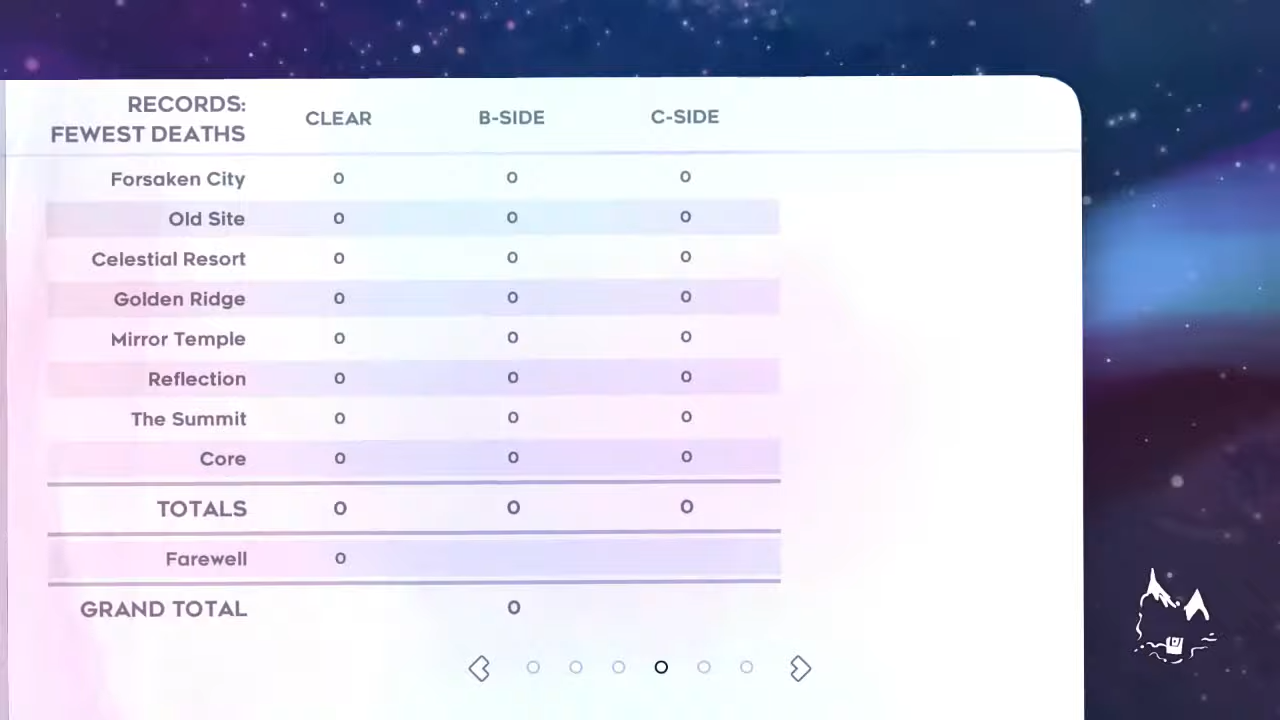 RECORDS:
FEWEST DEATHS CLEAR B-SIDE C-SIDE
Forsaken City 0 0 0
Old Site 0 0 0
Celestial Resort 0 0 0
Golden Ridge 0 0 0
Mirror Temple 0 0 0
Reflection 0 0 0
The Summit 0 0 0
Core 0 0 0
TOTALS 0 0 0
Farewell 0
GRAND TOTAL 0